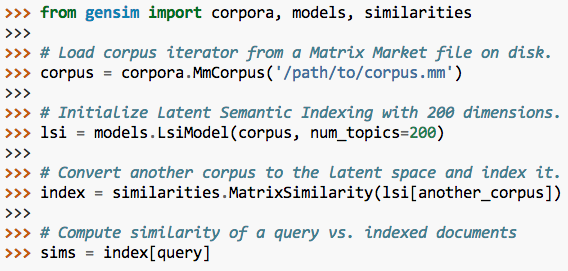 >>> from gensim import corpora, models, similarities
>>>
>>> # Load corpus iterator from a Matrix Market file on disk.
>>> corpus = corpora.MmCorpus('/path/to/corpus.mm')
>>>
>>> # Initialize Latent Semantic Indexing with 200 dimensions.
>>> lsi = models.LsiModel(corpus, num_topics=200)
>>>
>>> # Convert another corpus to the latent space and index it.
>>> index = similarities.MatrixSimilarity(lsi[another_corpus])
>>>
>>> # Compute similarity of a query vs. indexed documents
>>> sims = index[query]